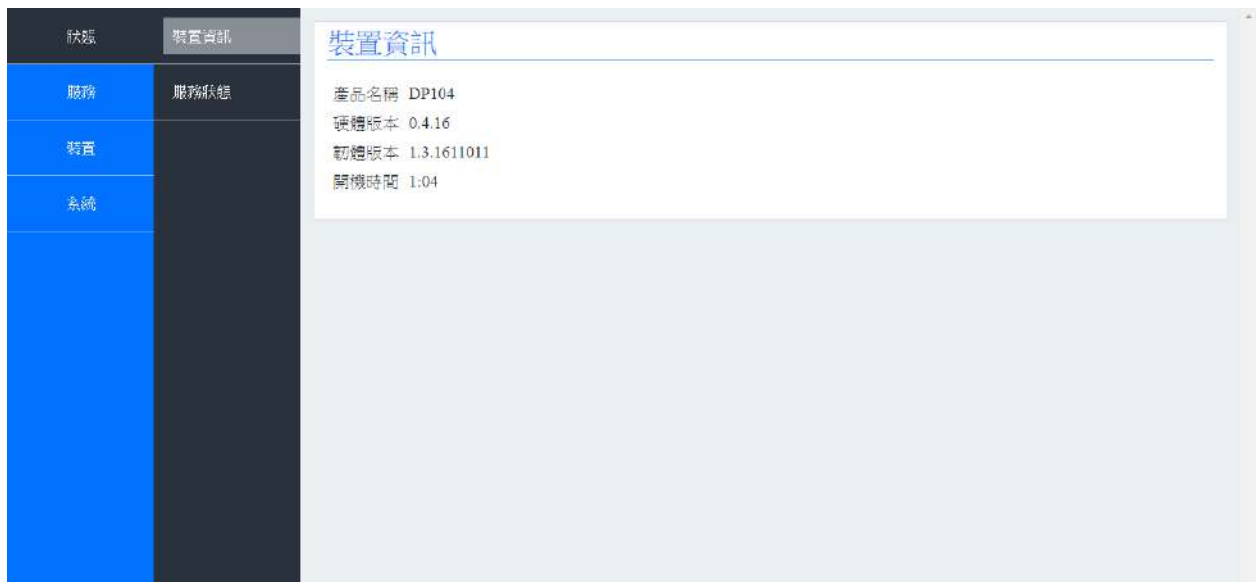 狀態
服務
裝置
系統
裝置資訊
服務狀態
裝置資訊
產品名稱 DP104
硬體版本 0.4.16
韌體版本 1.3.1611011
開機時間 1:04